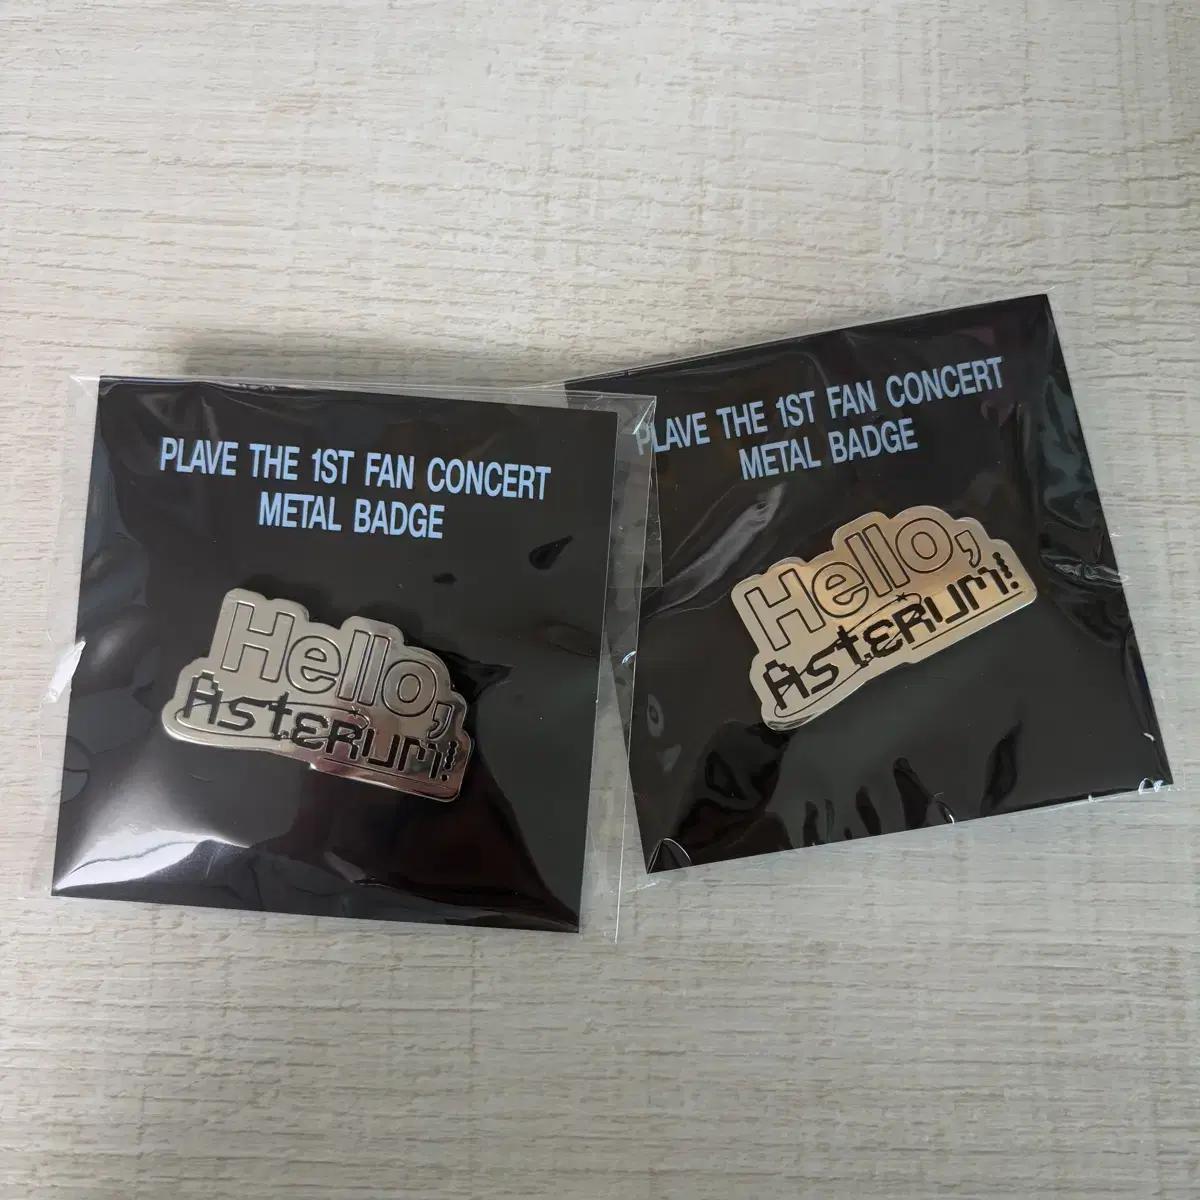 PLAVE THE 1ST FAN CONCERT
METAL BADGE
Hello,
Asterum!
PLAVE THE 1ST FAN CONCERT
METAL BADGE
Hello,
Asterum!